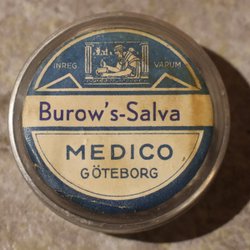 INREG. VARUM.
Burow's-Salva
MEDICO
GÖTEBORG